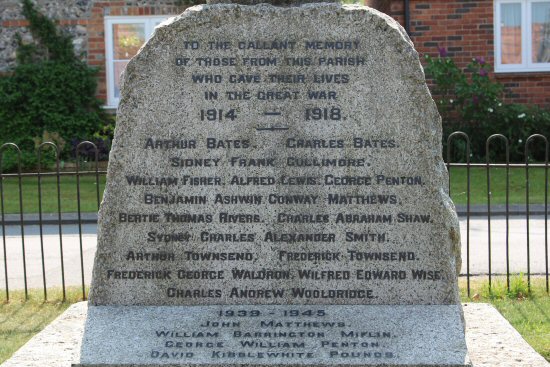 TO THE GALLANT MEMORY
OF THOSE FROM THIS PARISH
WHO GAVE THEIR LIVES
IN THE GREAT WAR
1914 — 1918.
ARTHUR BATES. CHARLES BATES.
SIDNEY FRANK CULLIMORE.
WILLIAM FISHER. ALFRED LEWIS. GEORGE PENTON.
BENJAMIN ASHWIN CONWAY MATTHEWS.
BERTIE THOMAS RIVERS. CHARLES ABRAHAM SHAW.
SYDNEY CHARLES ALEXANDER SMITH.
ARTHUR TOWNSEND. FREDERICK TOWNSEND.
FREDERICK GEORGE WALDRON. WILFRED EDWARD WISE.
CHARLES ANDREW WOOLDRIDGE.
1939 - 1945
JOHN MATTHEWS.
WILLIAM BARRINGTON MIFLIN.
GEORGE WILLIAM PENTON.
DAVID KIBBLEWHITE POUNDS.